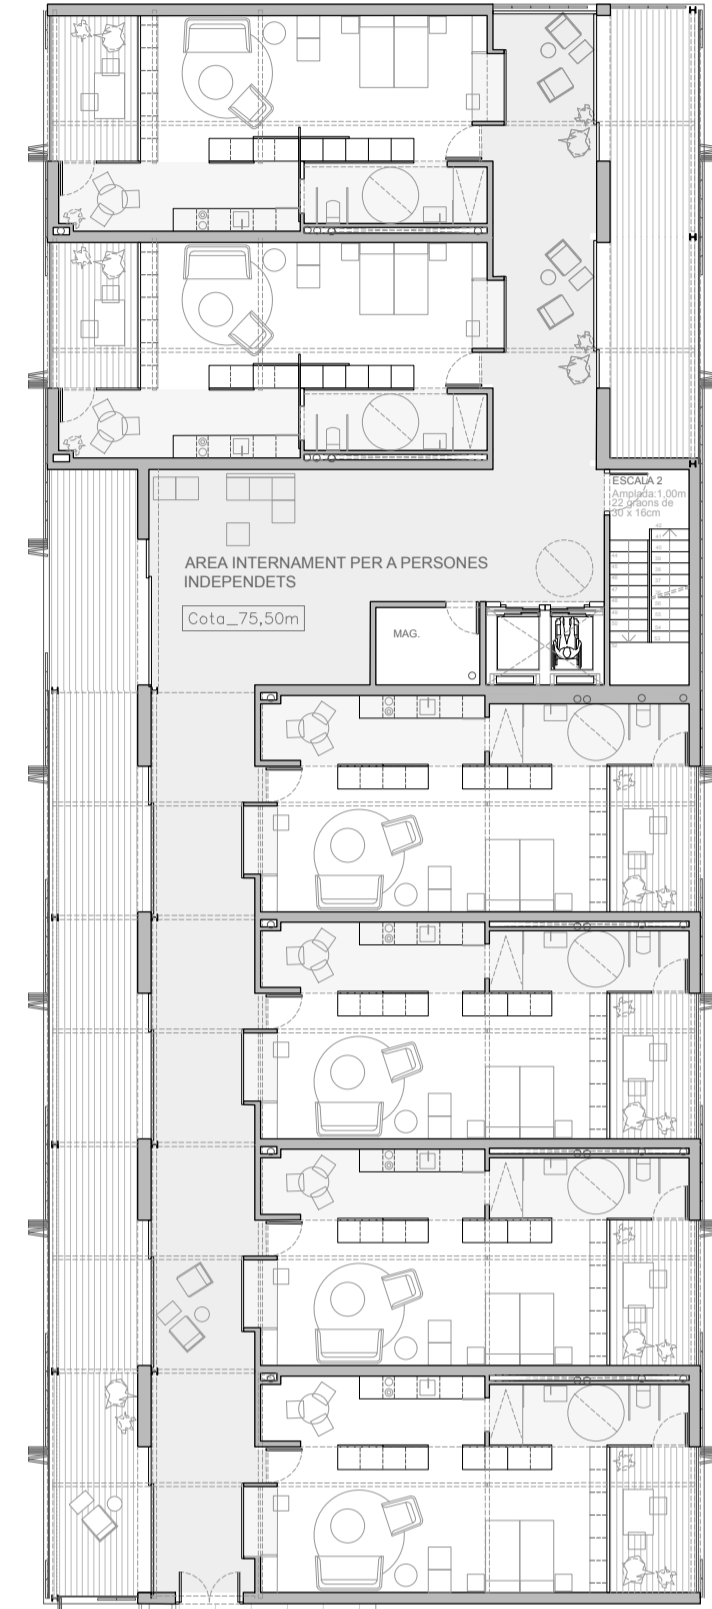 ESCALA 2
Amplada:1,00m
22 graons de
30 x 16cm
AREA INTERNAMENT PER A PERSONES
INDEPENDETS
Cota_75,50m
MAG.